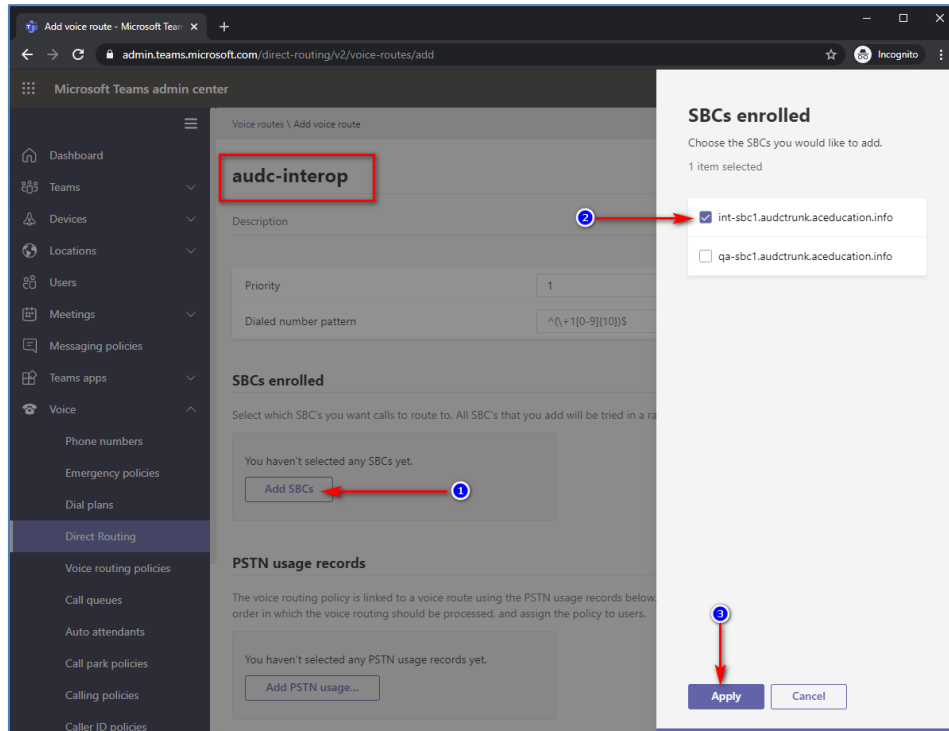 Add voice route - Microsoft Tear
admin.teams.microsoft.com/direct-routing/v2/voice-routes/add
Incognito
Microsoft Teams admin center
Dashboard
Teams
Devices
Locations
Users
Meetings
Messaging policies
Teams apps
Voice
Phone numbers
Emergency policies
Dial plans
Direct Routing
Voice routing policies
Call queues
Auto attendants
Call park policies
Calling policies
Caller ID policies
Voice routes \ Add voice route
audc-interop
Description
Priority
1
Dialed number pattern
^(\+1[0-9]{10})$
SBCs enrolled
Select which SBC's you want calls to route to. All SBC's that you add will be tried in a ra
You haven't selected any SBCs yet.
Add SBCs
1
PSTN usage records
The voice routing policy is linked to a voice route using the PSTN usage records below.
order in which the voice routing should be processed, and assign the policy to users.
You haven't selected any PSTN usage records yet.
Add PSTN usage...
SBCs enrolled
Choose the SBCs you would like to add.
1 item selected
2
int-sbc1.audctrunk.aceducation.info
qa-sbc1.audctrunk.aceducation.info
3
Apply
Cancel